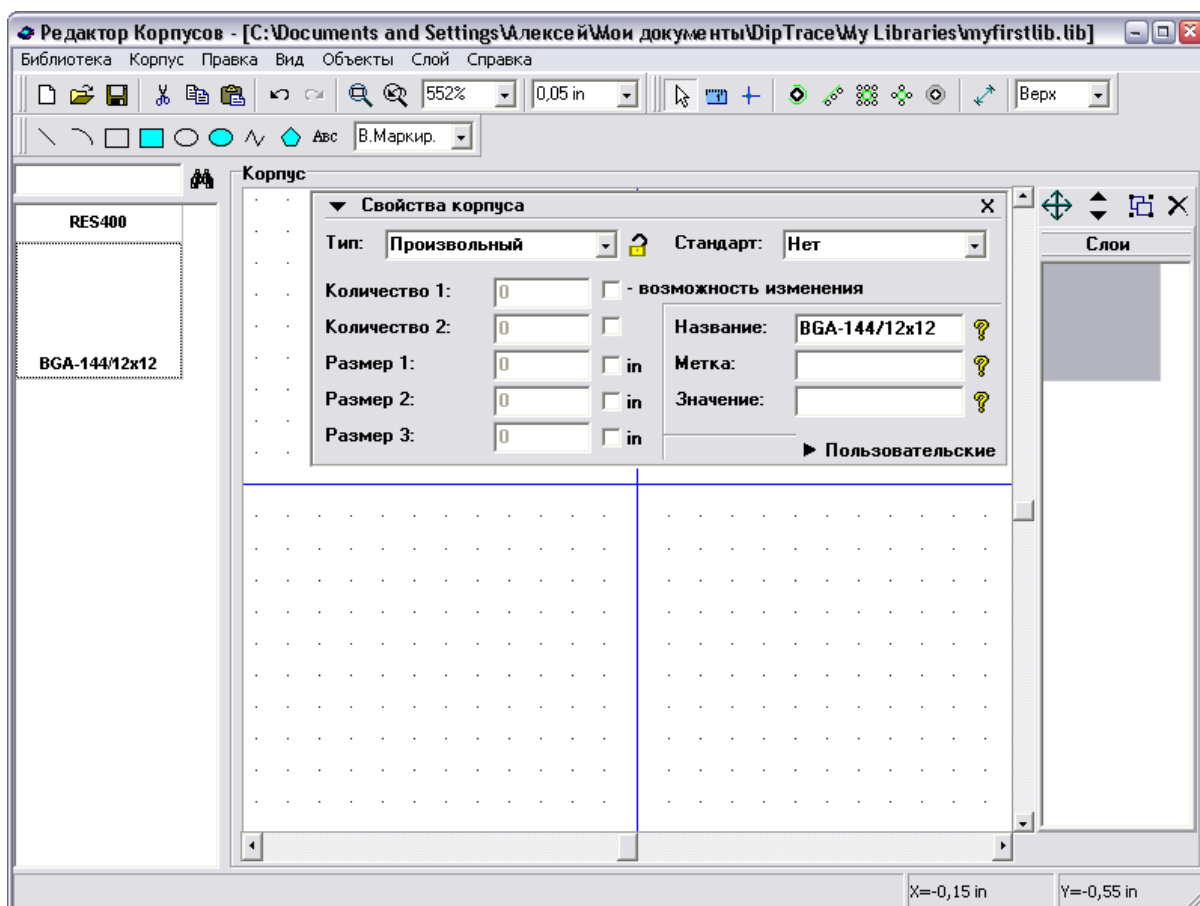 Редактор Корпусов - [C:\Documents and Settings\Алексей\Мои документы\DipTrace\My Libraries\myfirstlib.lib]
Библиотека Корпус Правка Вид Объекты Слой Справка
552% 0,05 in Верх
Abc В.Маркир.
Корпус
RES400
BGA-144/12x12
Свойства корпуса
Тип: Произвольный Стандарт: Нет
Количество 1: 0 - возможность изменения
Количество 2: 0 Название: BGA-144/12x12
Размер 1: 0 in Метка:
Размер 2: 0 in Значение:
Размер 3: 0 in
Пользовательские
Слои
X=-0,15 in Y=-0,55 in